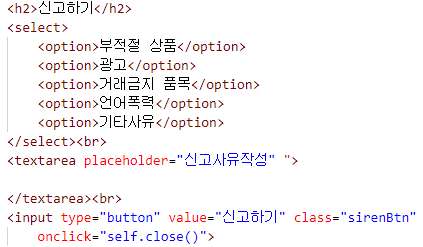 <h2>신고하기</h2>
<select>
    <option>부적절 상품</option>
    <option>광고</option>
    <option>거래금지 품목</option>
    <option>언어폭력</option>
    <option>기타사유</option>
</select><br>
<textarea placeholder="신고사유작성" ">
</textarea><br>
<input type="button" value="신고하기" class="sirenBtn"
    onclick="self.close()">